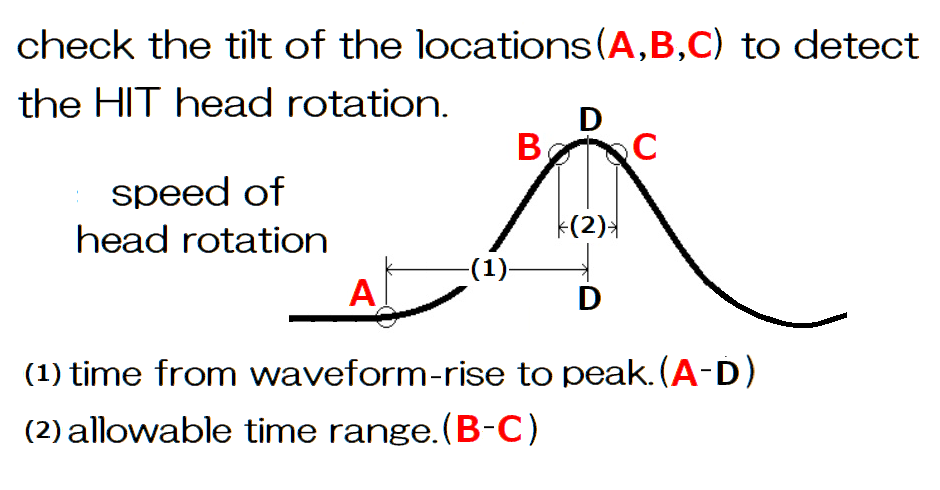 check the tilt of the locations(A,B,C) to detect
the HIT head rotation.
D
B
C
speed of
head rotation
(2)
(1)
A
D
(1) time from waveform-rise to peak.(A-D)
(2) allowable time range.(B-C)